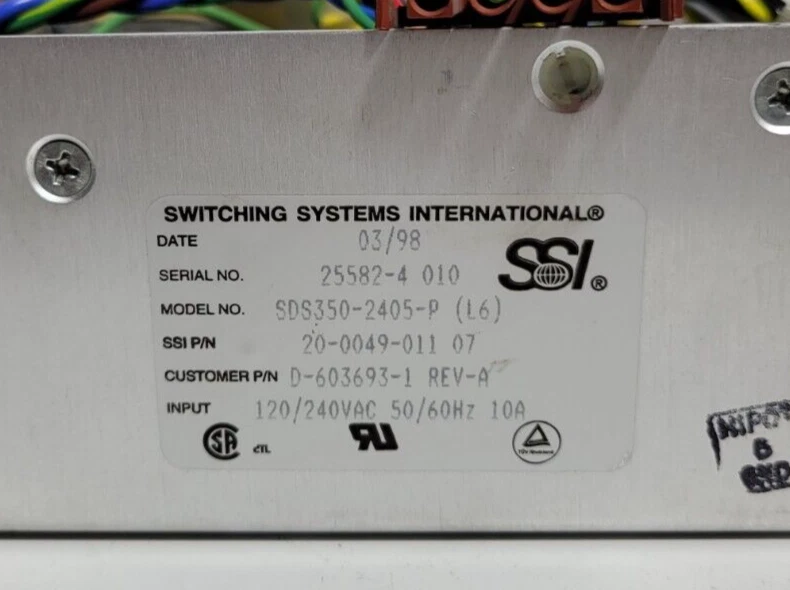 SWITCHING SYSTEMS INTERNATIONAL®
DATE 03/98
SERIAL NO. 25582-4 010
SSI®
MODEL NO. SDS350-2405-P (L6)
SSI P/N 20-0049-011 07
CUSTOMER P/N D-603693-1 REV-A
INPUT 120/240VAC 50/60Hz 10A